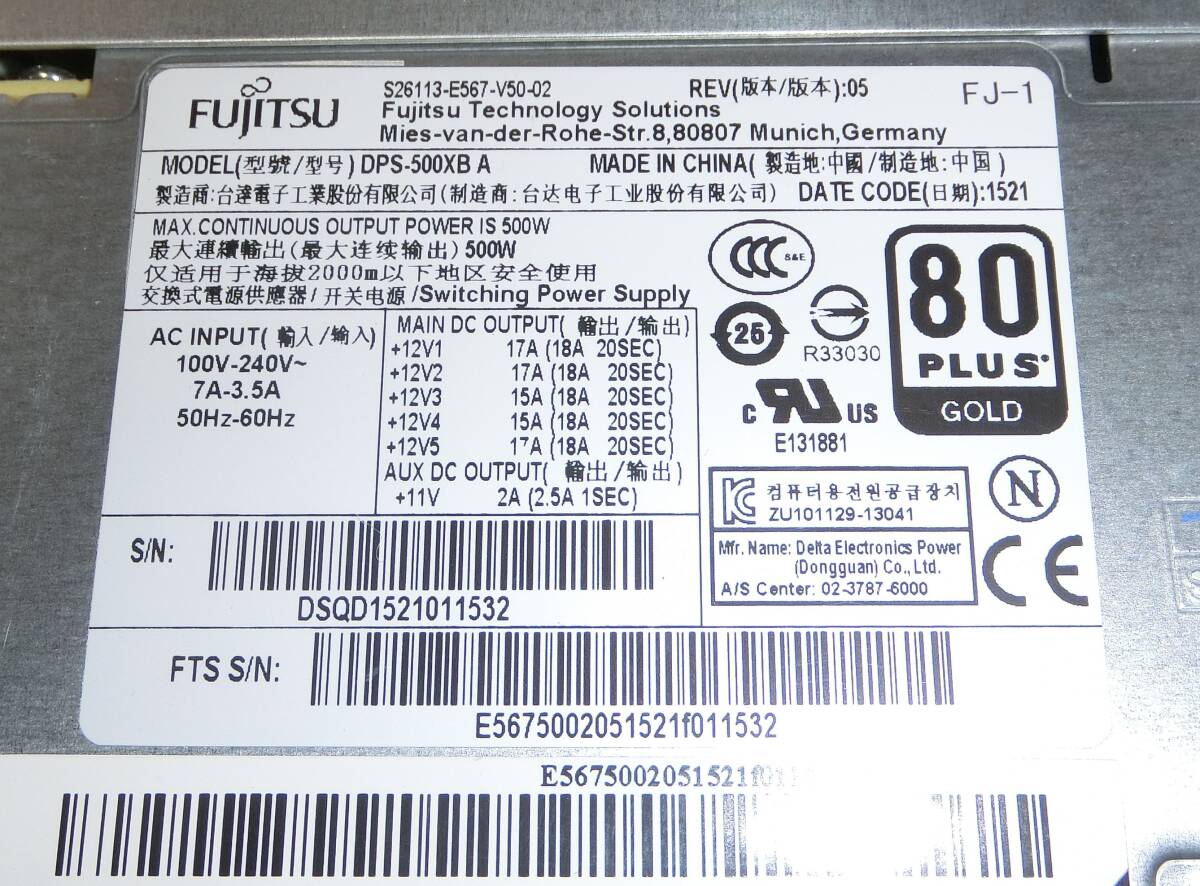 FUJITSU
S26113-E567-V50-02 REV(版本/版本):05 FJ-1
Fujitsu Technology Solutions
Mies-van-der-Rohe-Str.8,80807 Munich,Germany
MODEL(型號/型号) DPS-500XB A MADE IN CHINA( 製造地:中國/制造地:中国 )
製造商:台達電子工業股份有限公司(制造商:台达电子工业股份有限公司) DATE CODE(日期):1521
MAX.CONTINUOUS OUTPUT POWER IS 500W
最大連續輸出(最大连续输出)500W
仅适用于海拔2000m以下地区安全使用
交換式電源供應器/开关电源/Switching Power Supply
AC INPUT( 輸入/输入)
100V-240V~
7A-3.5A
50Hz-60Hz
MAIN DC OUTPUT( 輸出/输出)
+12V1 17A (18A 20SEC)
+12V2 17A (18A 20SEC)
+12V3 15A (18A 20SEC)
+12V4 15A (18A 20SEC)
+12V5 17A (18A 20SEC)
AUX DC OUTPUT( 輸出/输出)
+11V 2A (2.5A 1SEC)
CCC S&E
25
R33030
c RU US
E131881
80
PLUS
GOLD
KC 컴퓨터용전원공급장치
ZU101129-13041
Mfr. Name: Delta Electronics Power
(Dongguan) Co., Ltd.
A/S Center: 02-3787-6000
N
CE
S/N:
DSQD1521011532
FTS S/N:
E5675002051521f011532
E5675002051521f011